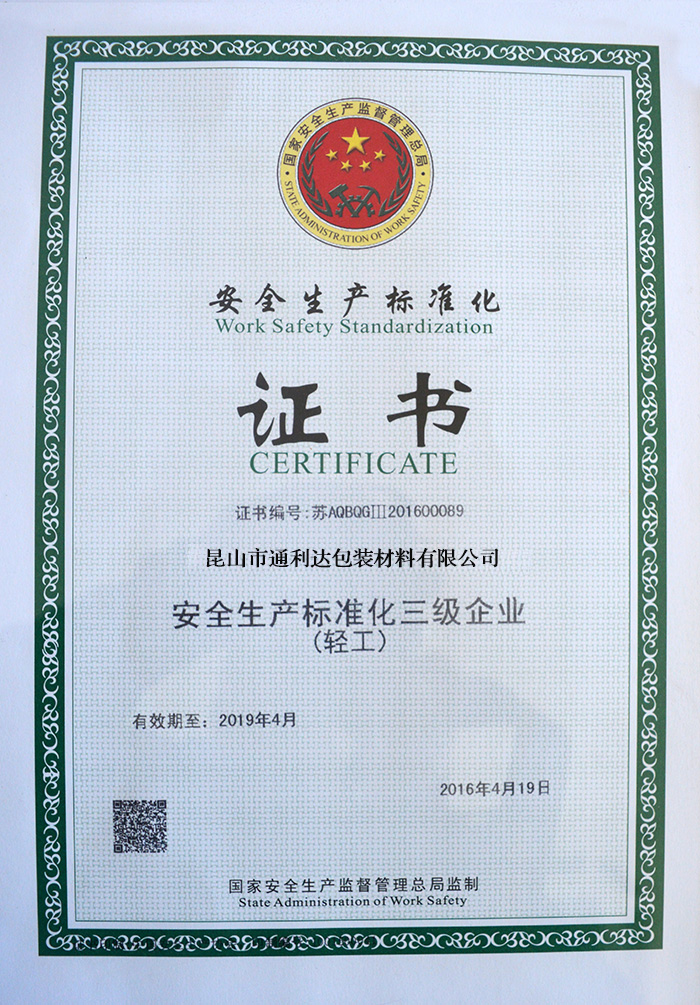 国家安全生产监督管理总局
STATE ADMINISTRATION OF WORK SAFETY
安全生产标准化
Work Safety Standardization
证书
CERTIFICATE
证书编号:苏AQBQGⅢ201600089
昆山市通利达包装材料有限公司
安全生产标准化三级企业
(轻工)
有效期至：2019年4月
2016年4月19日
国家安全生产监督管理总局监制
State Administration of Work Safety